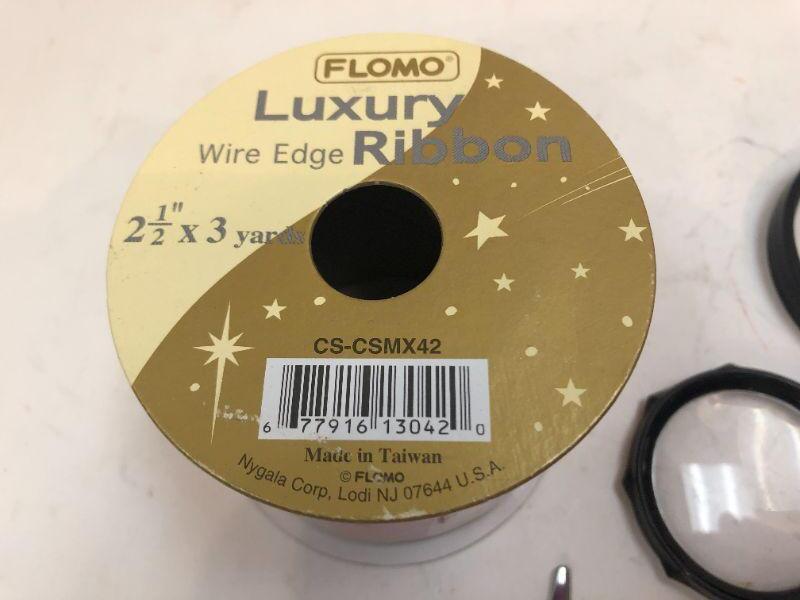 FLOMO®
Luxury
Wire Edge Ribbon
2 1/2" x 3 yards
CS-CSMX42
6 77916 13042 0
Made in Taiwan
© FLOMO
Nygala Corp, Lodi NJ 07644 U.S.A.